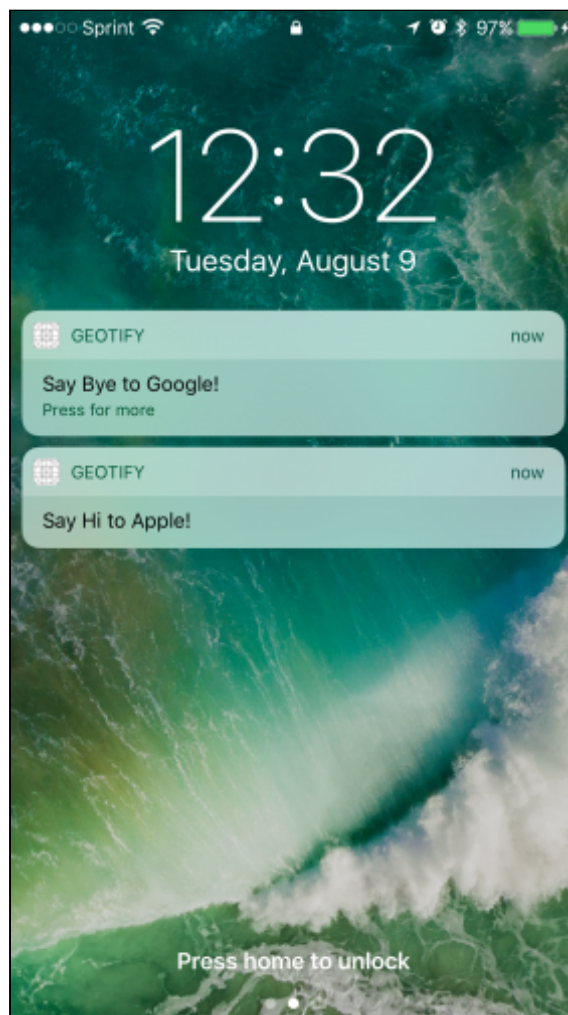 Sprint 97%
12:32
Tuesday, August 9
GEOTIFY now
Say Bye to Google!
Press for more
GEOTIFY now
Say Hi to Apple!
Press home to unlock